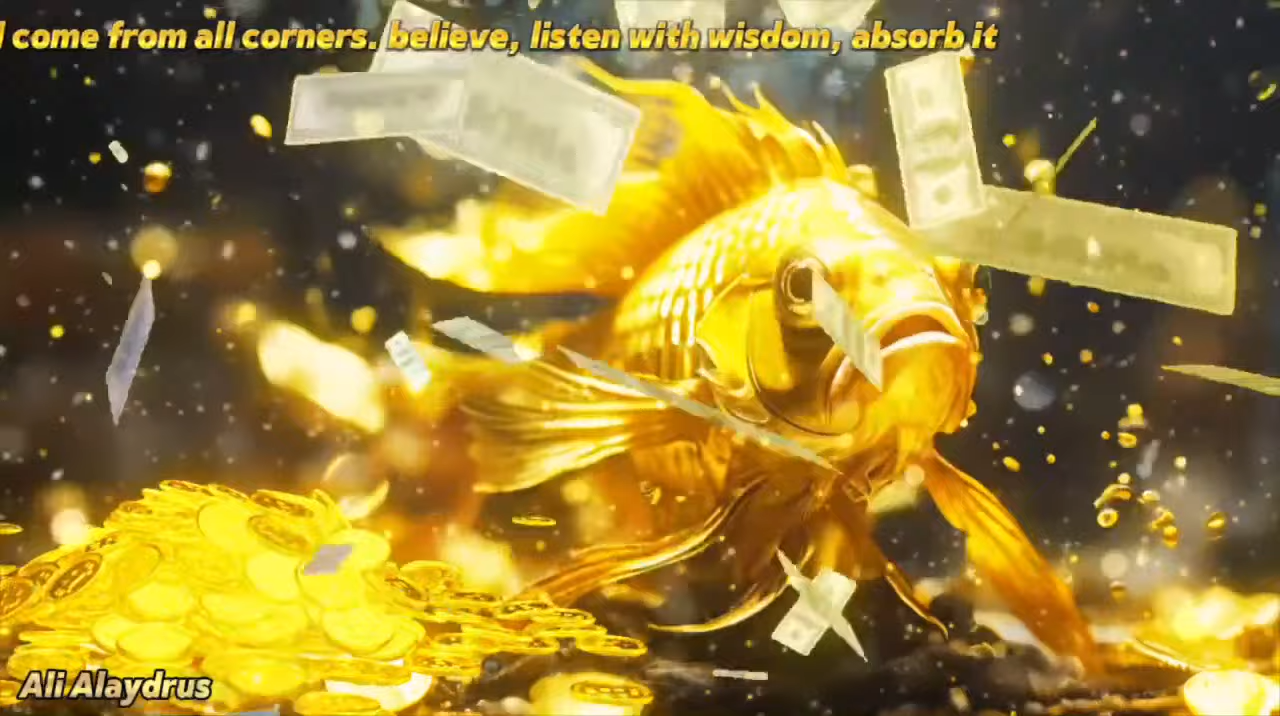 come from all corners. believe, listen with wisdom, absorb it
Ali Alaydrus